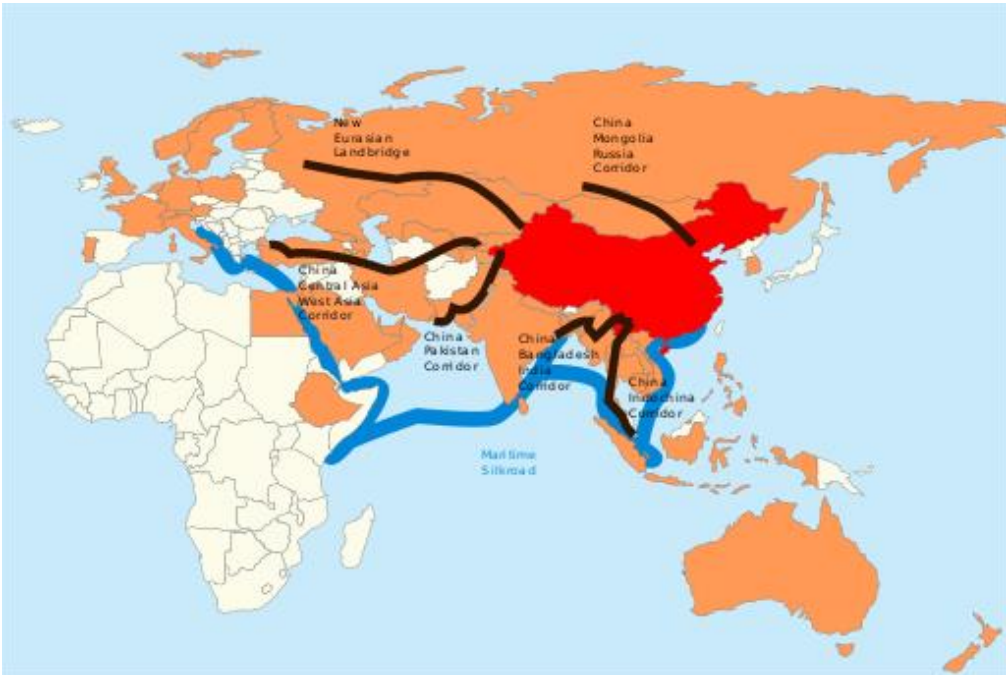 New
Eurasian
Landbridge
China
Mongolia
Russia
Corridor
China
Central Asia
West Asia
Corridor
China
Pakistan
Corridor
China
Bangladesh
India
Corridor
China
Indochina
Corridor
Maritime
Silkroad